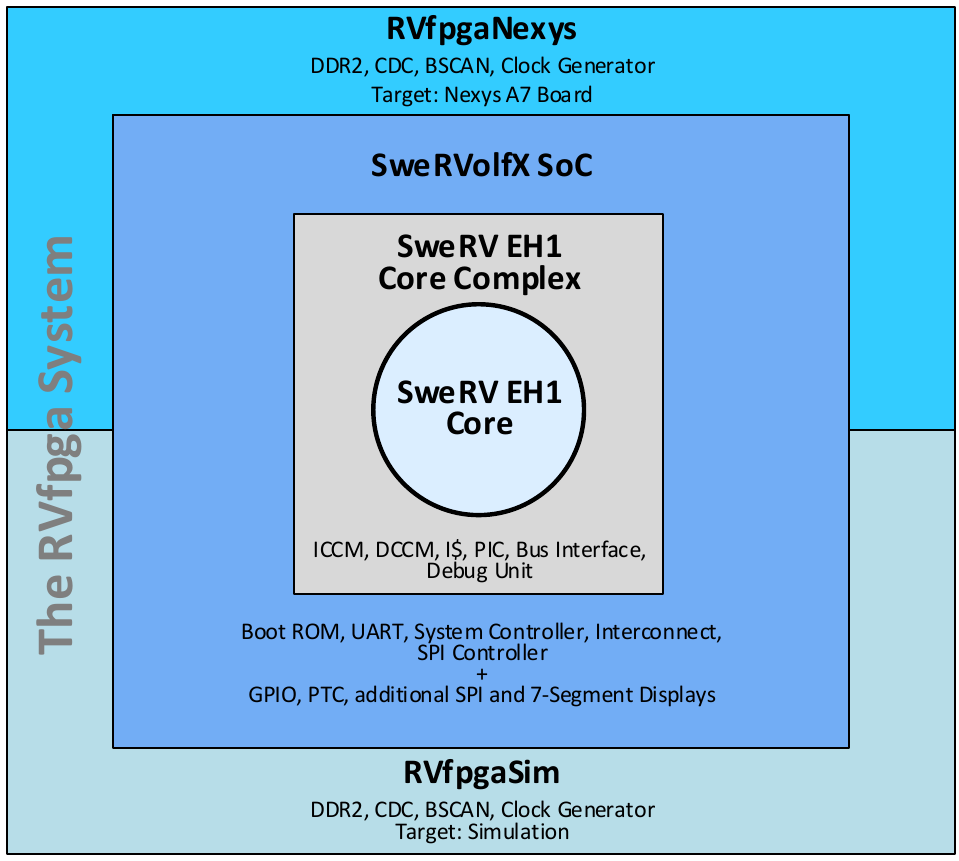 RVfpgaNexys
DDR2, CDC, BSCAN, Clock Generator
Target: Nexys A7 Board
SweRVolfX SoC
SweRV EH1
Core Complex
SweRV EH1
Core
ICCM, DCCM, I$, PIC, Bus Interface,
Debug Unit
Boot ROM, UART, System Controller, Interconnect,
SPI Controller
+
GPIO, PTC, additional SPI and 7-Segment Displays
RVfpgaSim
DDR2, CDC, BSCAN, Clock Generator
Target: Simulation
The RVfpga System